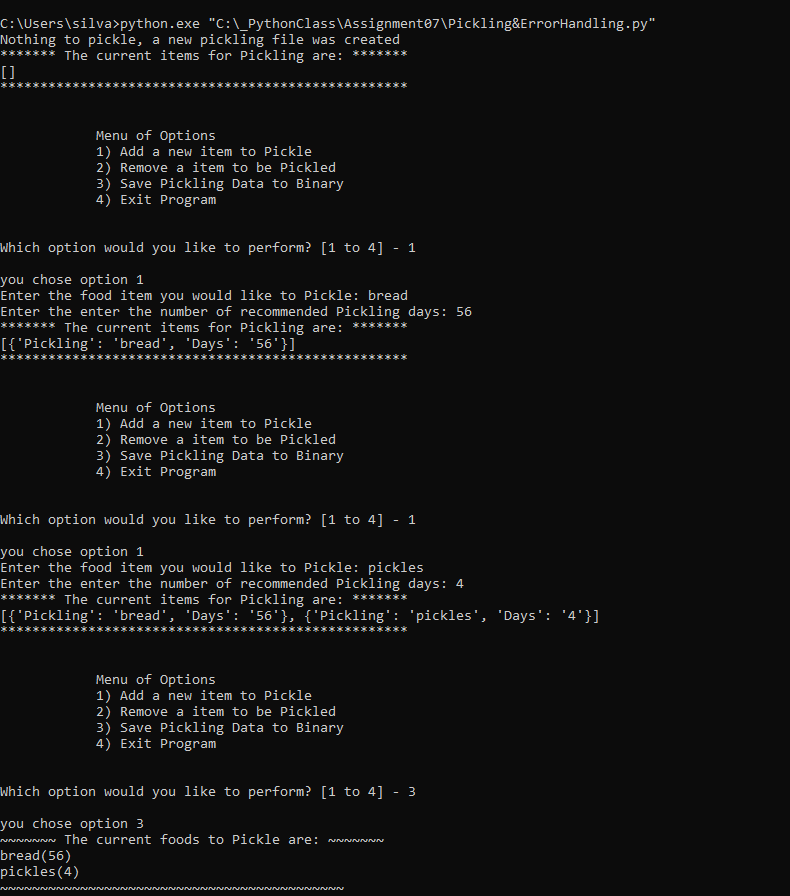 C:\Users\silva>python.exe "C:\_PythonClass\Assignment07\Pickling&ErrorHandling.py"
Nothing to pickle, a new pickling file was created
******* The current items for Pickling are: *******
[]
***************************************************
Menu of Options
1) Add a new item to Pickle
2) Remove a item to be Pickled
3) Save Pickling Data to Binary
4) Exit Program
Which option would you like to perform? [1 to 4] - 1
you chose option 1
Enter the food item you would like to Pickle: bread
Enter the enter the number of recommended Pickling days: 56
******* The current items for Pickling are: *******
[{'Pickling': 'bread', 'Days': '56'}]
***************************************************
Menu of Options
1) Add a new item to Pickle
2) Remove a item to be Pickled
3) Save Pickling Data to Binary
4) Exit Program
Which option would you like to perform? [1 to 4] - 1
you chose option 1
Enter the food item you would like to Pickle: pickles
Enter the enter the number of recommended Pickling days: 4
******* The current items for Pickling are: *******
[{'Pickling': 'bread', 'Days': '56'}, {'Pickling': 'pickles', 'Days': '4'}]
***************************************************
Menu of Options
1) Add a new item to Pickle
2) Remove a item to be Pickled
3) Save Pickling Data to Binary
4) Exit Program
Which option would you like to perform? [1 to 4] - 3
you chose option 3
~~~~~~~ The current foods to Pickle are: ~~~~~~~
bread(56)
pickles(4)
~~~~~~~~~~~~~~~~~~~~~~~~~~~~~~~~~~~~~~~~~~~